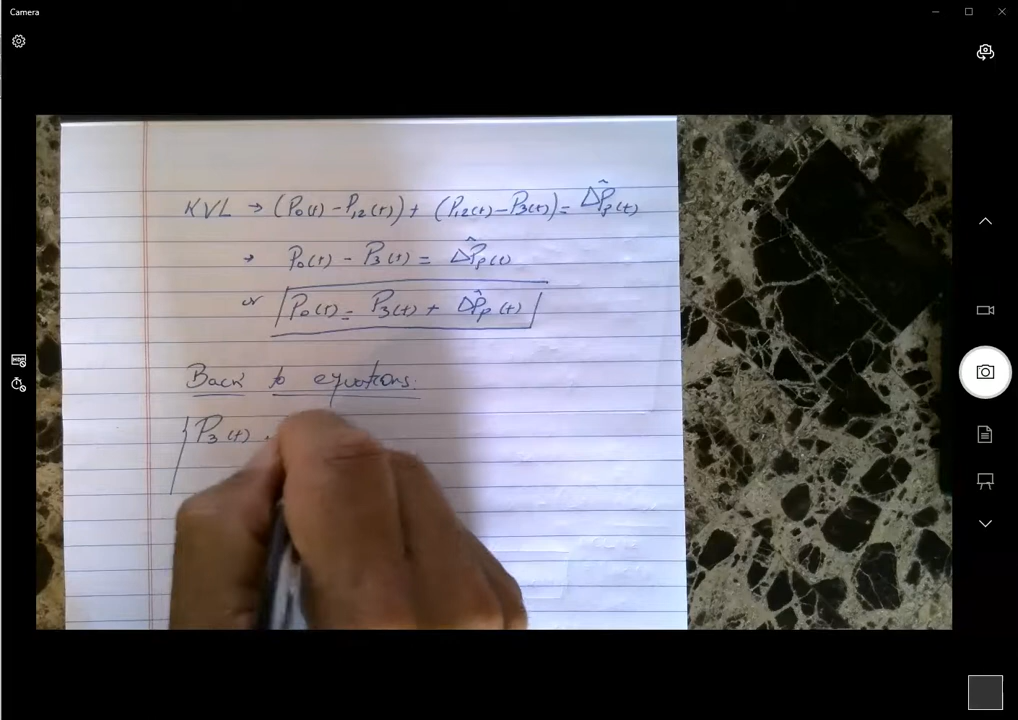 Camera
KVL → (P₀(t) - P₁₂(t)) + (P₁₂(t) - P₃(t)) = ΔP̂ₚ(t)
→ P₀(t) - P₃(t) = ΔP̂ₚ(t)
or P₀(t) = P₃(t) + ΔP̂ₚ(t)
Back to equations.
P₃(t)